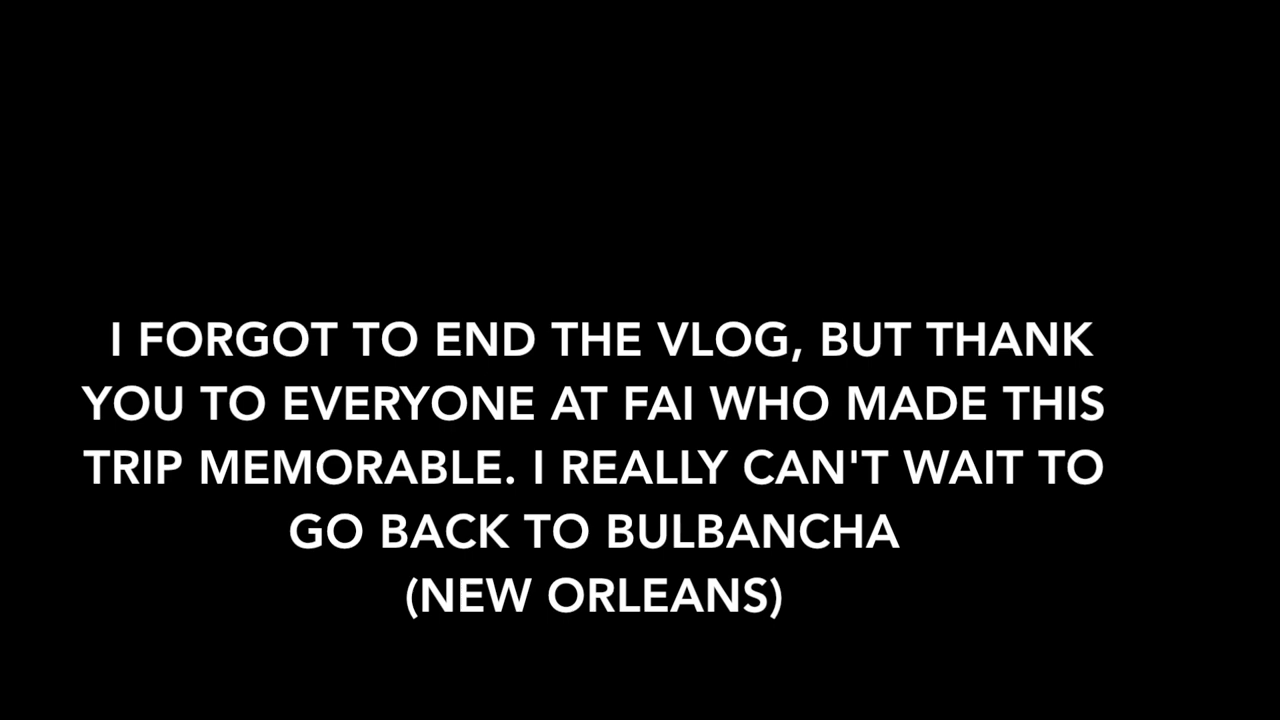 I FORGOT TO END THE VLOG, BUT THANK
YOU TO EVERYONE AT FAI WHO MADE THIS
TRIP MEMORABLE. I REALLY CAN'T WAIT TO
GO BACK TO BULBANCHA
(NEW ORLEANS)